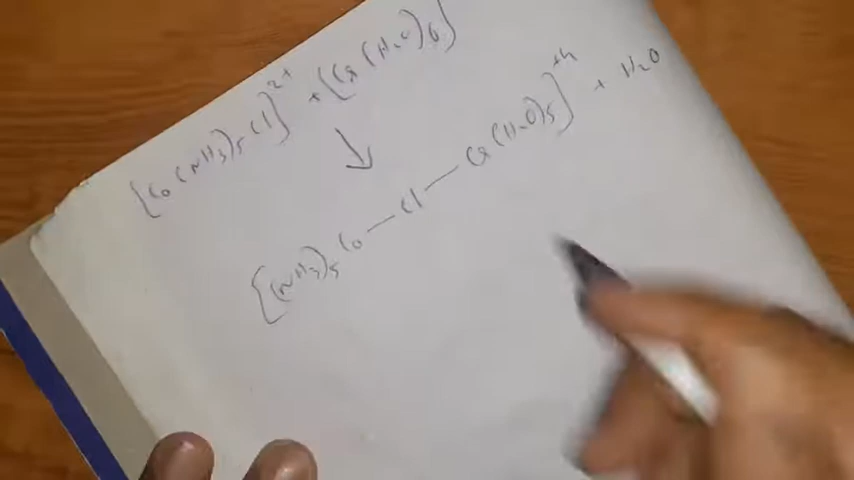 [Co(NH3)5Cl]2+ + [Cr(H2O)6]
↓
[(NH3)5Co—Cl—Cr(H2O)5]+4 + H2O